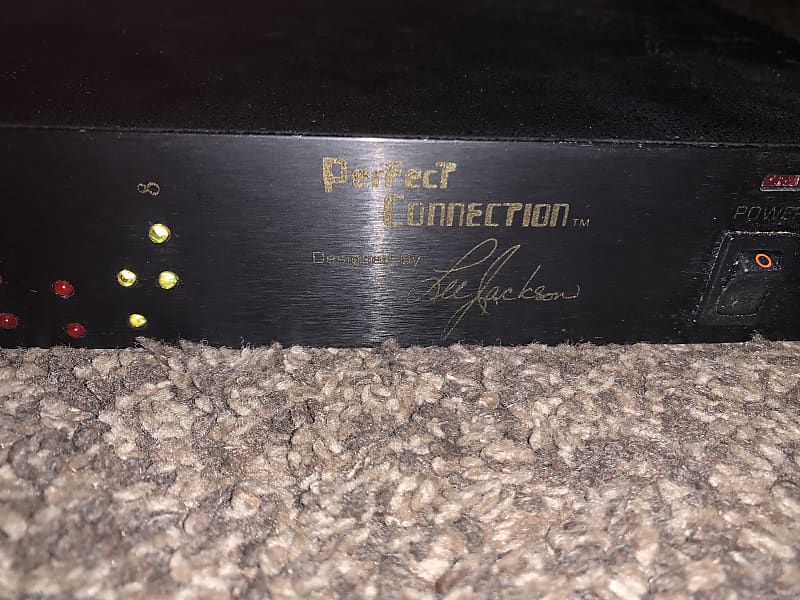 8
Perfect
Connection™
Designed by
Lee Jackson
POWER